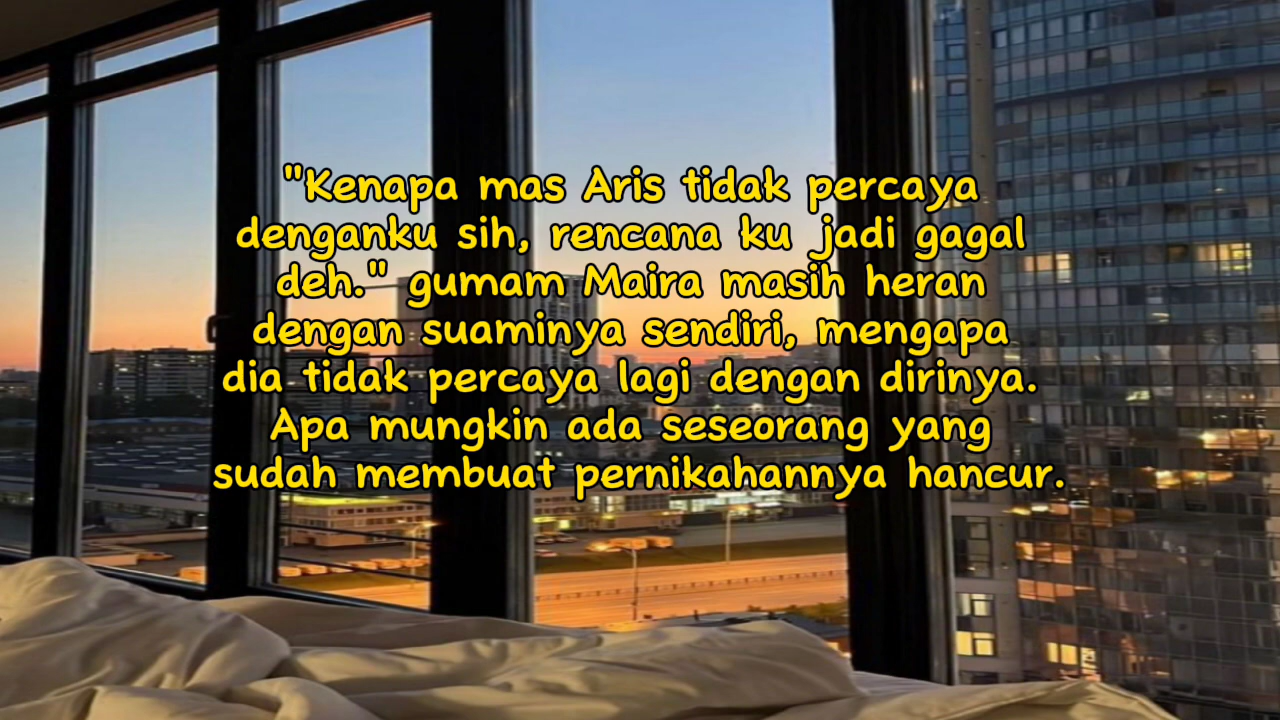 "Kenapa mas Aris tidak percaya
denganku sih, rencana ku jadi gagal
deh." gumam Maira masih heran
dengan suaminya sendiri, mengapa
dia tidak percaya lagi dengan dirinya.
Apa mungkin ada seseorang yang
sudah membuat pernikahannya hancur.